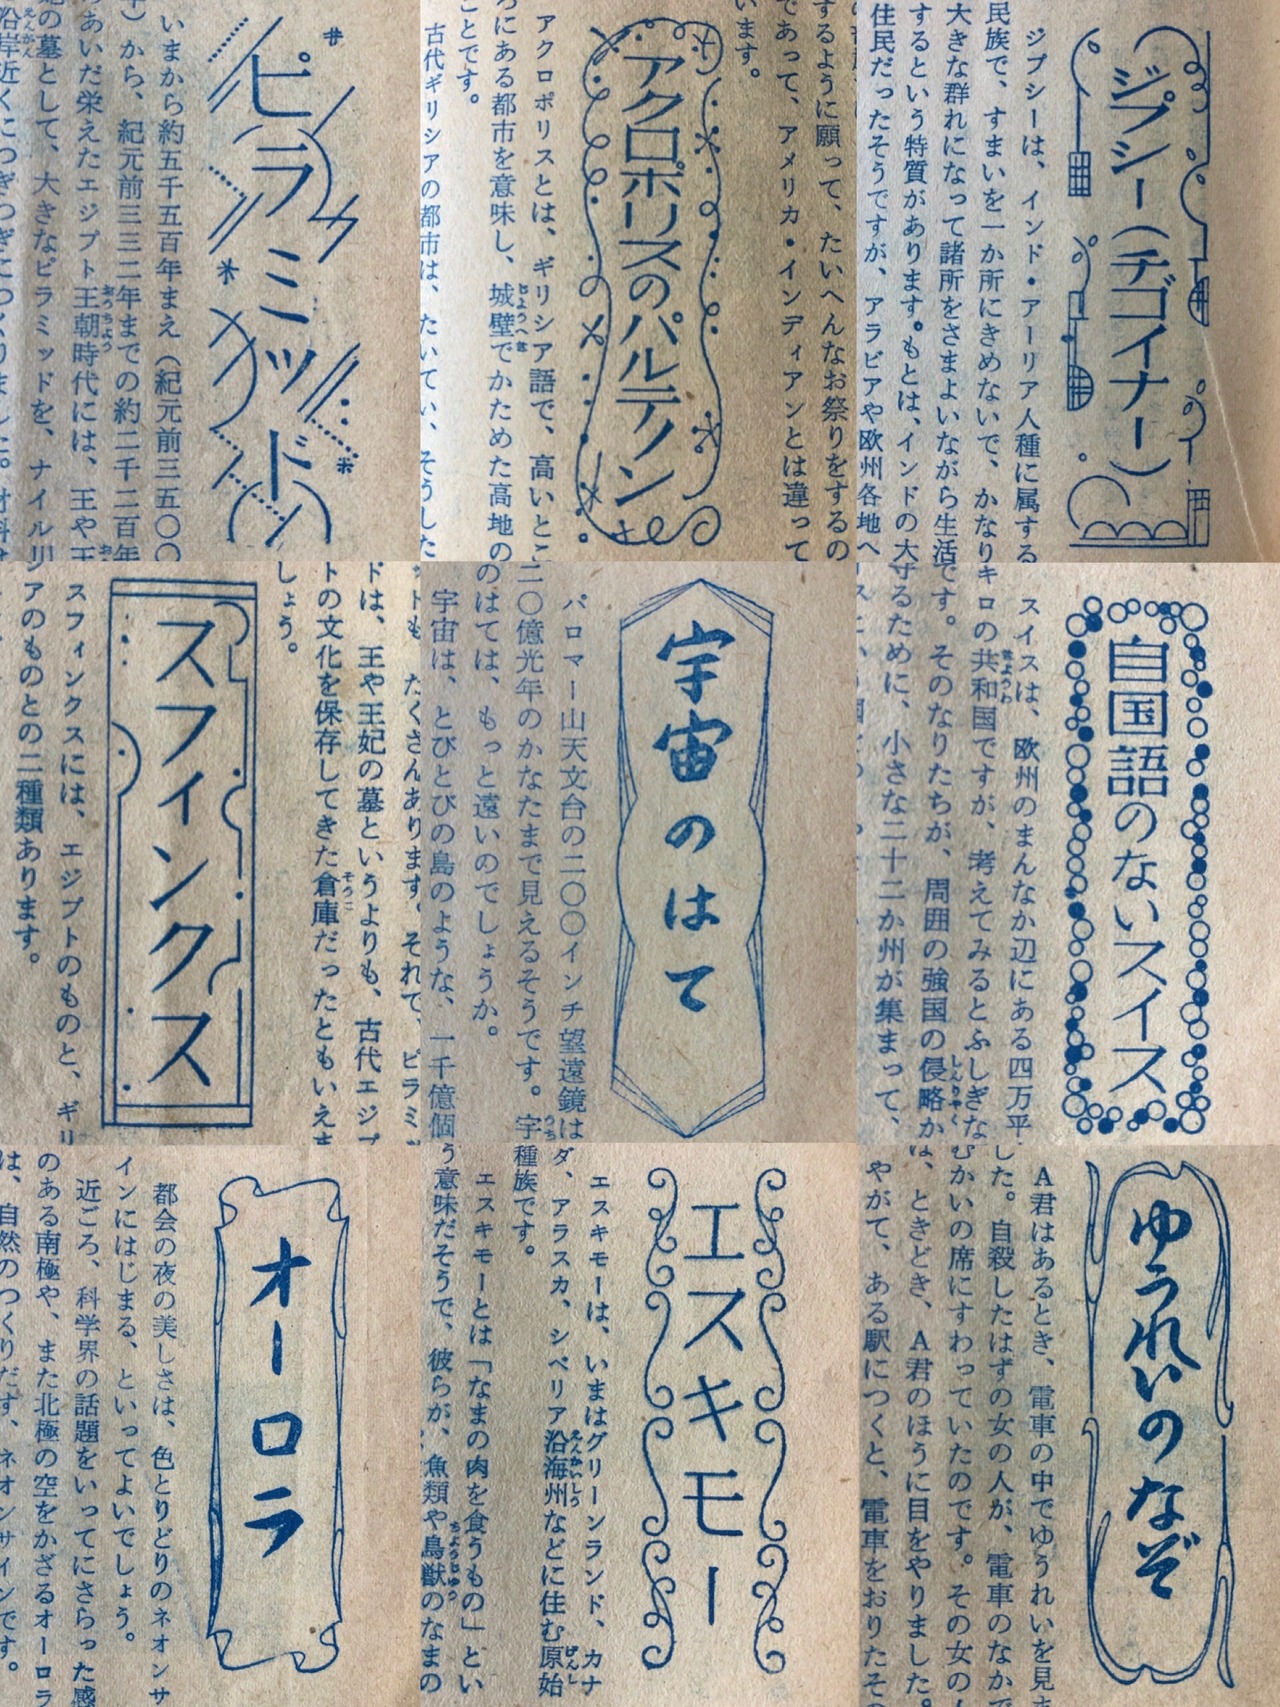 ピラミッド
いまから約五千五百年まえ（紀元前三五〇〇
から、紀元前三三二年までの約二千二百年
あいだ栄えたエジプト王朝時代には、王や王
の墓として、大きなピラミッドを、ナイル
沿岸近くにつぎつぎにつくりました。材料
アクロポリスのパルテノン
するように願って、たいへんなお祭りをするの
であって、アメリカ・インディアンとは違って
います。
アクロポリスとは、ギリシア語で、高いと
ろにある都市を意味し、城壁でかためた高地の
ことです。
古代ギリシアの都市は、たいてい、そうした
ジプシー（チゴイナー）
ジプシーは、インド・アーリア人種に属する
民族で、すまいを一か所にきめないで、かなり
大きな群れになって諸所をさまよいながら生活
するという特質があります。もとは、インドの大
住民だったそうですが、アラビアや欧州各地へ
スフィンクス
たくさんあります。それで、ピラミ
ドは、王や王妃の墓というよりも、古代エジプ
トの文化を保存してきた倉庫だったともいえま
しょう。
スフィンクスには、エジプトのものと、ギリ
アのものとの二種類あります。
宇宙のはて
パロマー山天文台の二〇〇インチ望遠鏡は
二〇億光年のかなたまで見えるそうです。宇
のはては、もっと遠いのでしょうか。
宇宙は、とびとびの島のような、一千億個
自国語のないスイス
スイスは、欧州のまんなか辺にある四万平
キロの共和国ですが、考えてみるとふしぎな
です。そのなりたちが、周囲の強国の侵略か
守るために、小さな二十二か州が集まって、
オーロラ
都会の夜の美しさは、色とりどりのネオンサ
インにはじまる、といってよいでしょう。
近ごろ、科学界の話題をいってにさらった感
のある南極や、また北極の空をかざるオーロラ
は、自然のつくりだす、ネオンサインです。
エスキモー
エスキモーは、いまはグリーンランド、カナ
ダ、アラスカ、シベリア沿海州などに住む原始
種族です。
エスキモーとは「なまの肉を食うもの」とい
う意味だそうで、彼らが、魚類や鳥獣のなまの
ゆうれいのなぞ
A君はあるとき、電車の中でゆうれいを見ま
した。自殺したはずの女の人が、電車のなかで
むかいの席にすわっていたのです。その女の
は、ときどき、A君のほうに目をやりました。
やがて、ある駅につくと、電車をおりたその